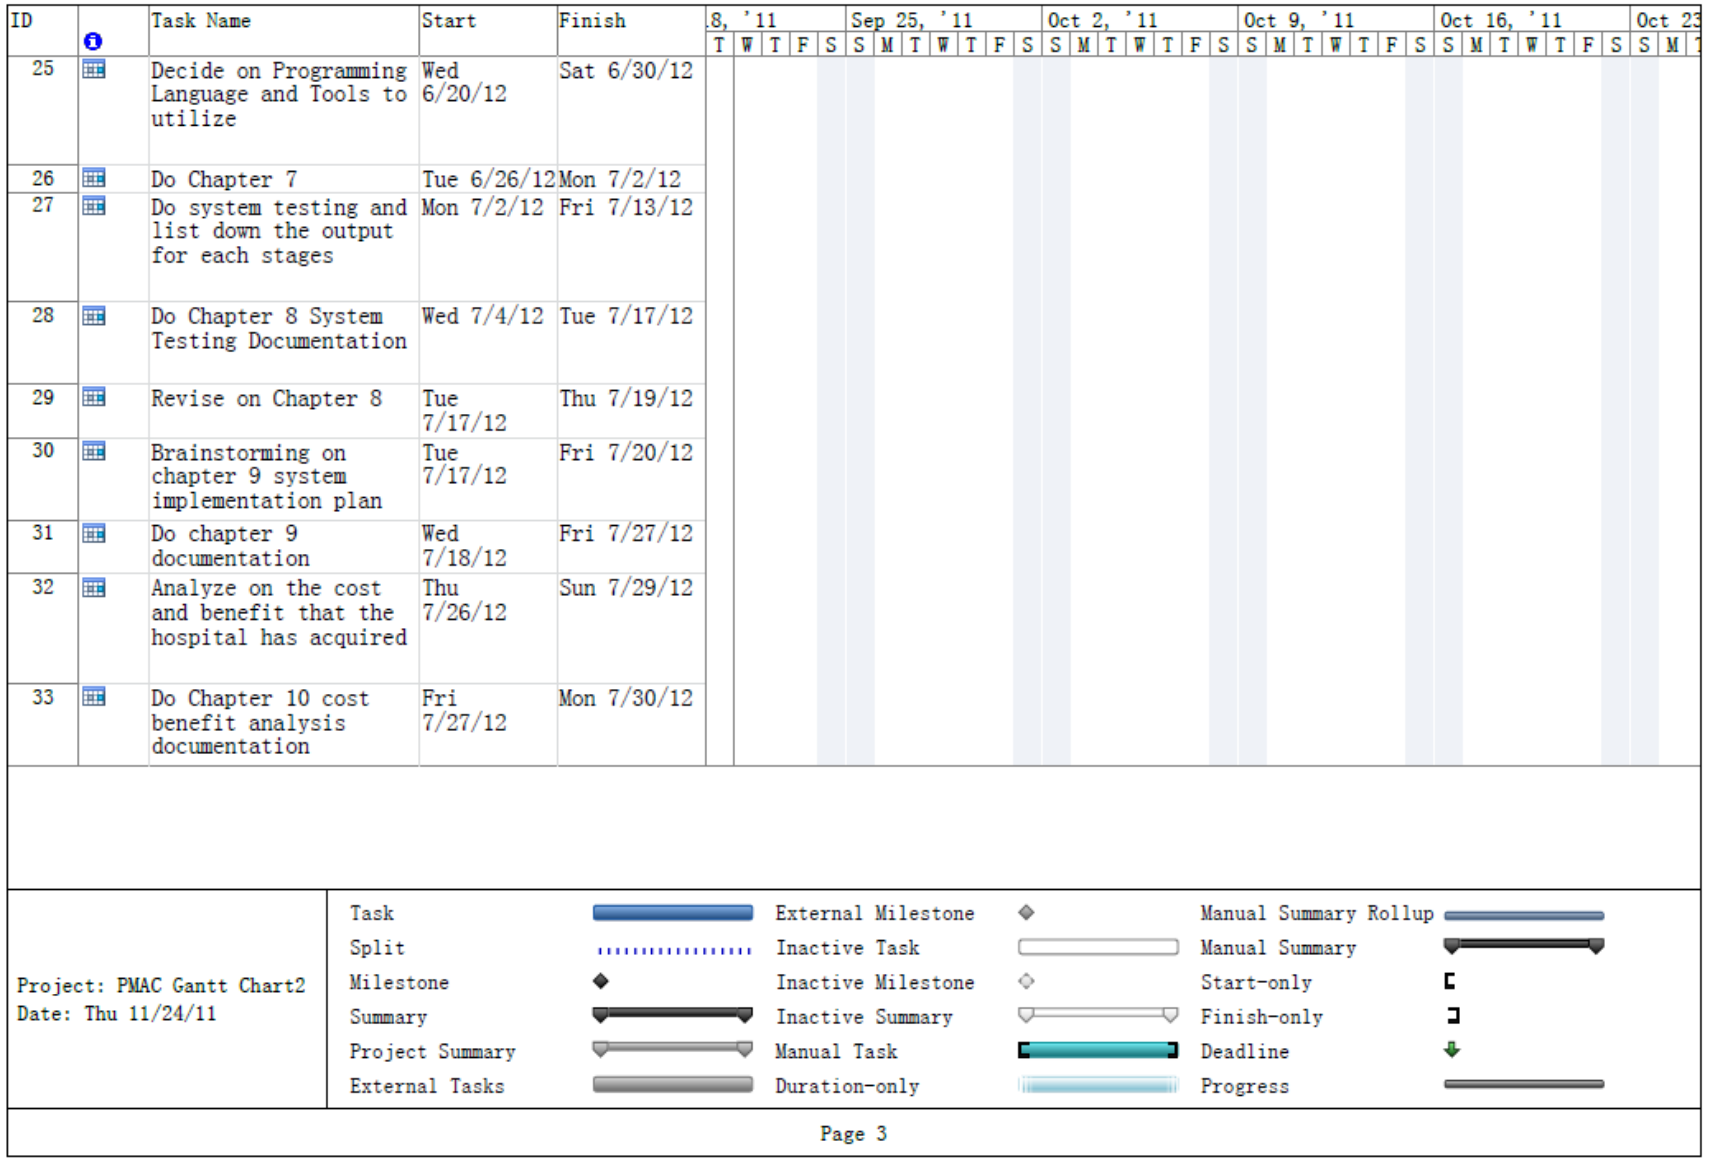 ID Task Name Start Finish 8, '11 Sep 25, '11 Oct 2, '11 Oct 9, '11 Oct 16, '11 Oct 23
T W T F S S M T W T F S S M T W T F S S M T W T F S S M T W T F S S M
25 Decide on Programming Wed Sat 6/30/12
Language and Tools to 6/20/12
utilize
26 Do Chapter 7 Tue 6/26/12 Mon 7/2/12
27 Do system testing and Mon 7/2/12 Fri 7/13/12
list down the output
for each stages
28 Do Chapter 8 System Wed 7/4/12 Tue 7/17/12
Testing Documentation
29 Revise on Chapter 8 Tue Thu 7/19/12
7/17/12
30 Brainstorming on Tue Fri 7/20/12
chapter 9 system 7/17/12
implementation plan
31 Do chapter 9 Wed Fri 7/27/12
documentation 7/18/12
32 Analyze on the cost Thu Sun 7/29/12
and benefit that the 7/26/12
hospital has acquired
33 Do Chapter 10 cost Fri Mon 7/30/12
benefit analysis 7/27/12
documentation
Project: PMAC Gantt Chart2
Date: Thu 11/24/11
Task External Milestone Manual Summary Rollup
Split Inactive Task Manual Summary
Milestone Inactive Milestone Start-only
Summary Inactive Summary Finish-only
Project Summary Manual Task Deadline
External Tasks Duration-only Progress
Page 3